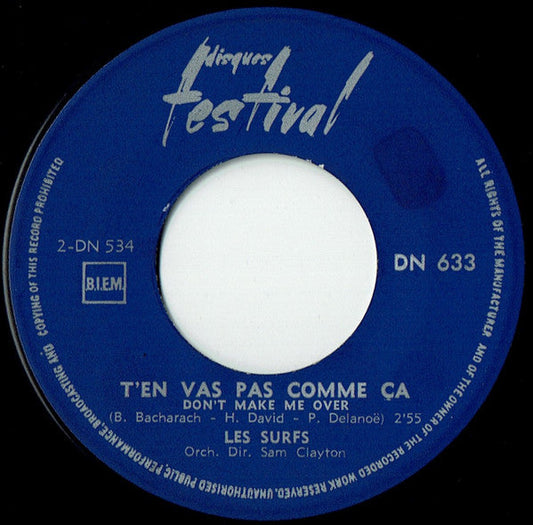 disques
festival
2-DN 534
B.I.E.M.
DN 633
T'EN VAS PAS COMME ÇA
DON'T MAKE ME OVER
(B. Bacharach - H. David - P. Delanoë) 2'55
LES SURFS
Orch. Dir. Sam Clayton
ALL RIGHTS OF THE MANUFACTURER AND OF THE OWNER OF THE RECORDED WORK RESERVED. UNAUTHORISED PUBLIC PERFORMANCE, BROADCASTING AND COPYING OF THIS RECORD PROHIBITED